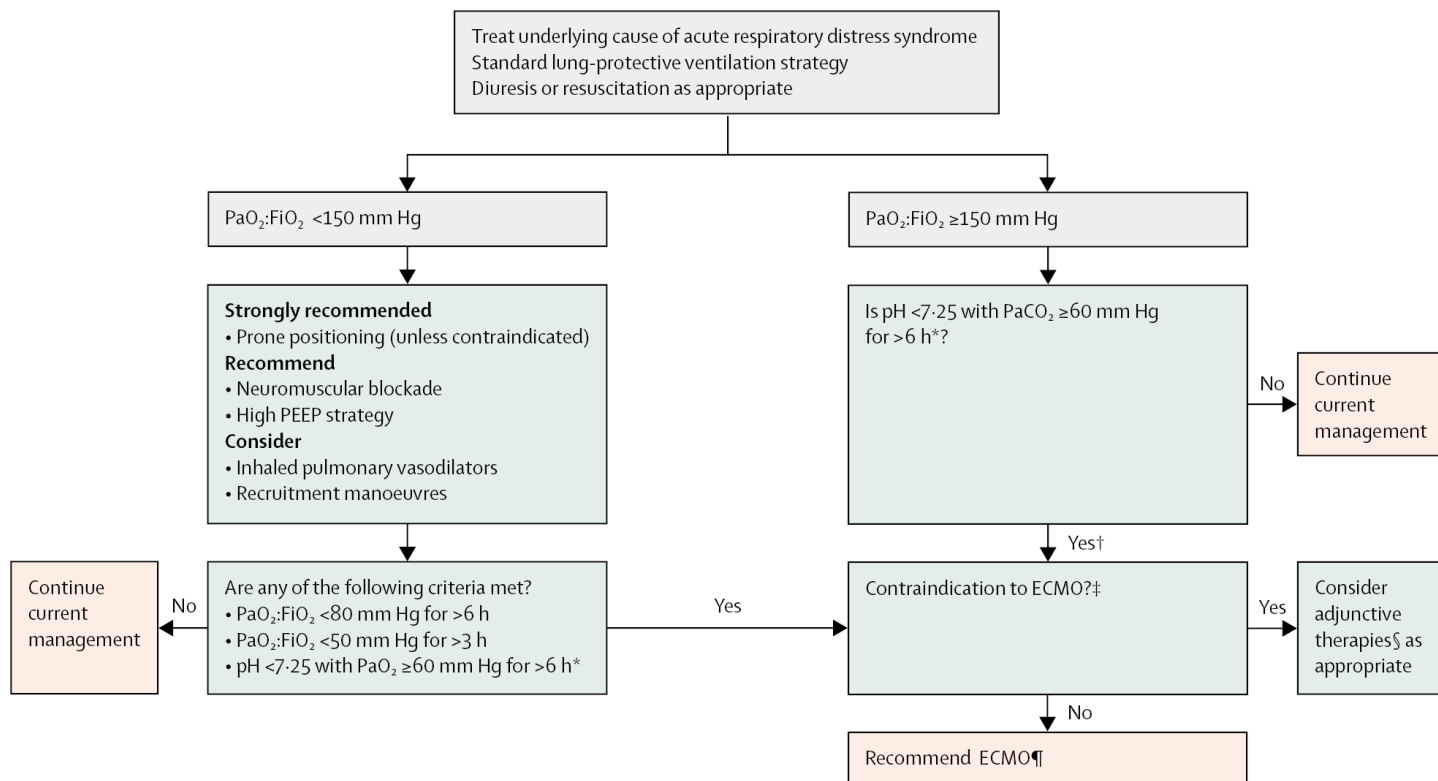 Treat underlying cause of acute respiratory distress syndrome
Standard lung-protective ventilation strategy
Diuresis or resuscitation as appropriate
PaO₂:FiO₂ <150 mm Hg
PaO₂:FiO₂ ≥150 mm Hg
Strongly recommended
• Prone positioning (unless contraindicated)
Recommend
• Neuromuscular blockade
• High PEEP strategy
Consider
• Inhaled pulmonary vasodilators
• Recruitment manoeuvres
Is pH <7·25 with PaCO₂ ≥60 mm Hg
for >6 h*?
No
Continue
current
management
Yes†
Continue
current
management
No
Are any of the following criteria met?
• PaO₂:FiO₂ <80 mm Hg for >6 h
• PaO₂:FiO₂ <50 mm Hg for >3 h
• pH <7·25 with PaO₂ ≥60 mm Hg for >6 h*
Yes
Contraindication to ECMO?‡
Yes
Consider
adjunctive
therapies§ as
appropriate
No
Recommend ECMO¶